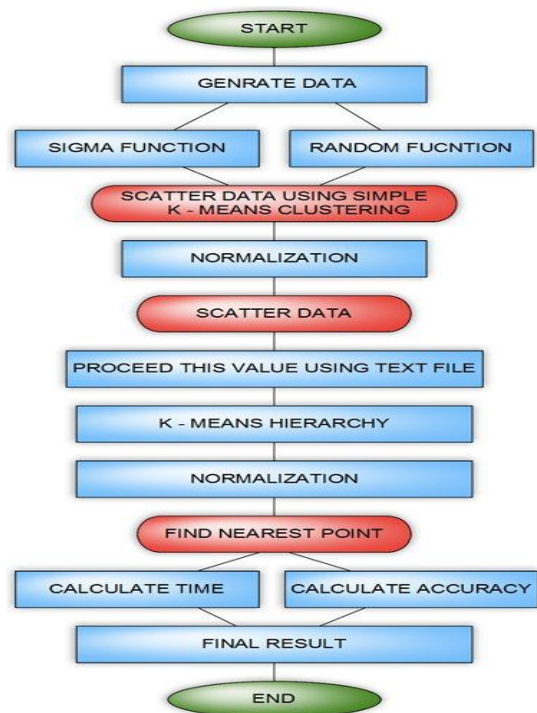 START
GENRATE DATA
SIGMA FUNCTION
RANDOM FUCNTION
SCATTER DATA USING SIMPLE
K - MEANS CLUSTERING
NORMALIZATION
SCATTER DATA
PROCEED THIS VALUE USING TEXT FILE
K - MEANS HIERARCHY
NORMALIZATION
FIND NEAREST POINT
CALCULATE TIME
CALCULATE ACCURACY
FINAL RESULT
END